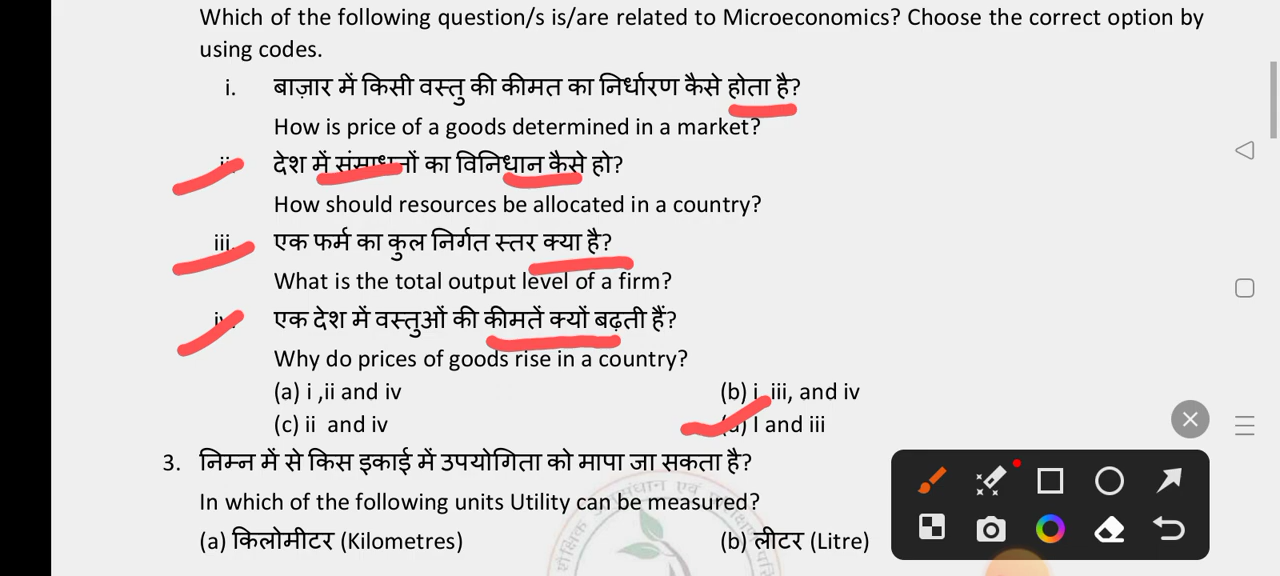 Which of the following question/s is/are related to Microeconomics? Choose the correct option by
using codes.
i. बाज़ार में किसी वस्तु की कीमत का निर्धारण कैसे होता है?
How is price of a goods determined in a market?
ii. देश में संसाधनों का विनिधान कैसे हो?
How should resources be allocated in a country?
iii. एक फर्म का कुल निर्गत स्तर क्या है?
What is the total output level of a firm?
iv. एक देश में वस्तुओं की कीमतें क्यों बढ़ती हैं?
Why do prices of goods rise in a country?
(a) i ,ii and iv (b) i, iii, and iv
(c) ii and iv (d) I and iii
3. निम्न में से किस इकाई में उपयोगिता को मापा जा सकता है?
In which of the following units Utility can be measured?
(a) किलोमीटर (Kilometres) (b) लीटर (Litre)